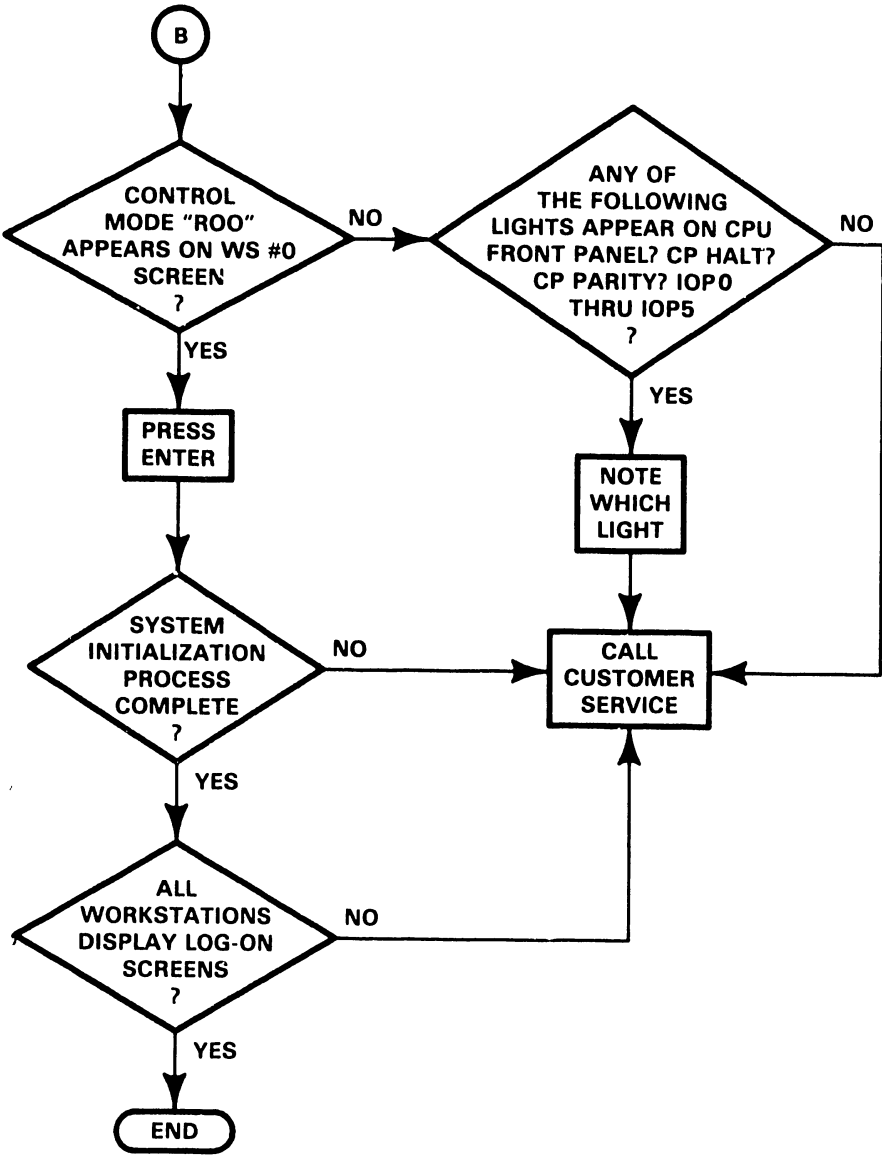 B
CONTROL
MODE "ROO"
APPEARS ON WS #0
SCREEN
?
NO
YES
PRESS
ENTER
ANY OF
THE FOLLOWING
LIGHTS APPEAR ON CPU
FRONT PANEL? CP HALT?
CP PARITY? IOP0
THRU IOP5
?
NO
YES
NOTE
WHICH
LIGHT
SYSTEM
INITIALIZATION
PROCESS
COMPLETE
?
NO
YES
CALL
CUSTOMER
SERVICE
ALL
WORKSTATIONS
DISPLAY LOG-ON
SCREENS
?
NO
YES
END